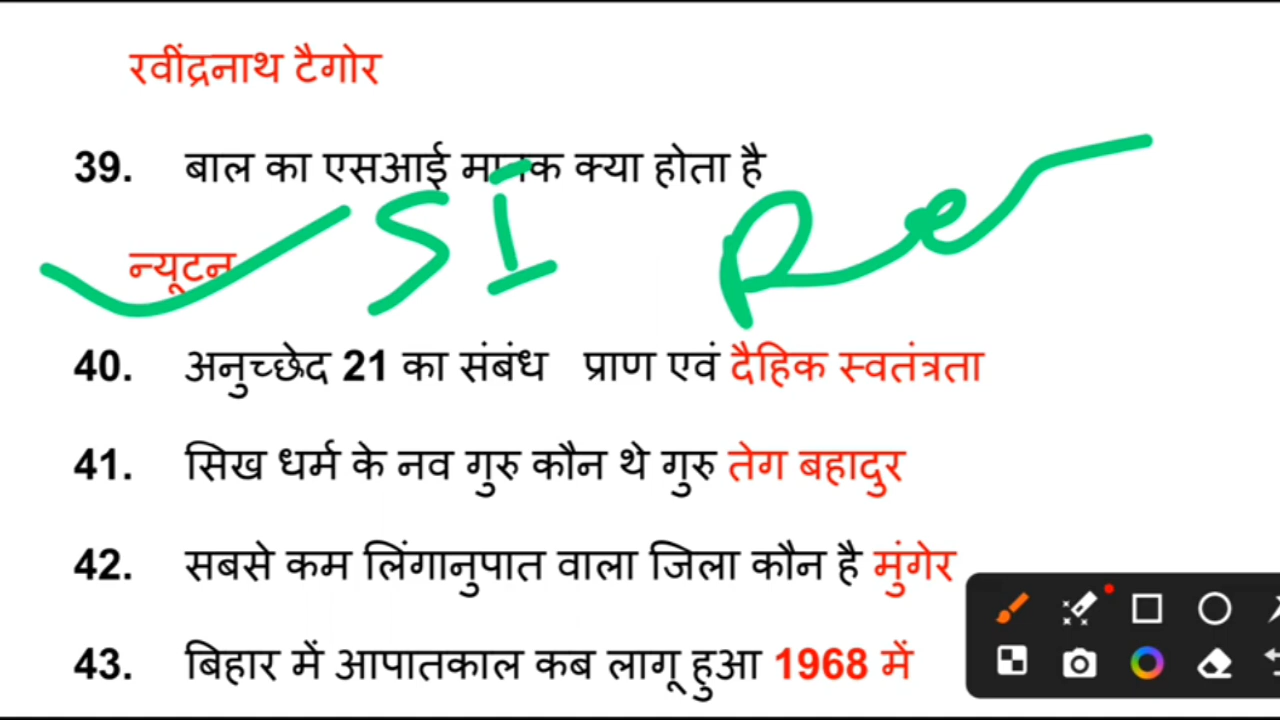 रवींद्रनाथ टैगोर
39. बाल का एसआई मानक क्या होता है
न्यूटन
SI
40. अनुच्छेद 21 का संबंध प्राण एवं दैहिक स्वतंत्रता
41. सिख धर्म के नव गुरु कौन थे गुरु तेग बहादुर
42. सबसे कम लिंगानुपात वाला जिला कौन है मुंगेर
43. बिहार में आपातकाल कब लागू हुआ 1968 में